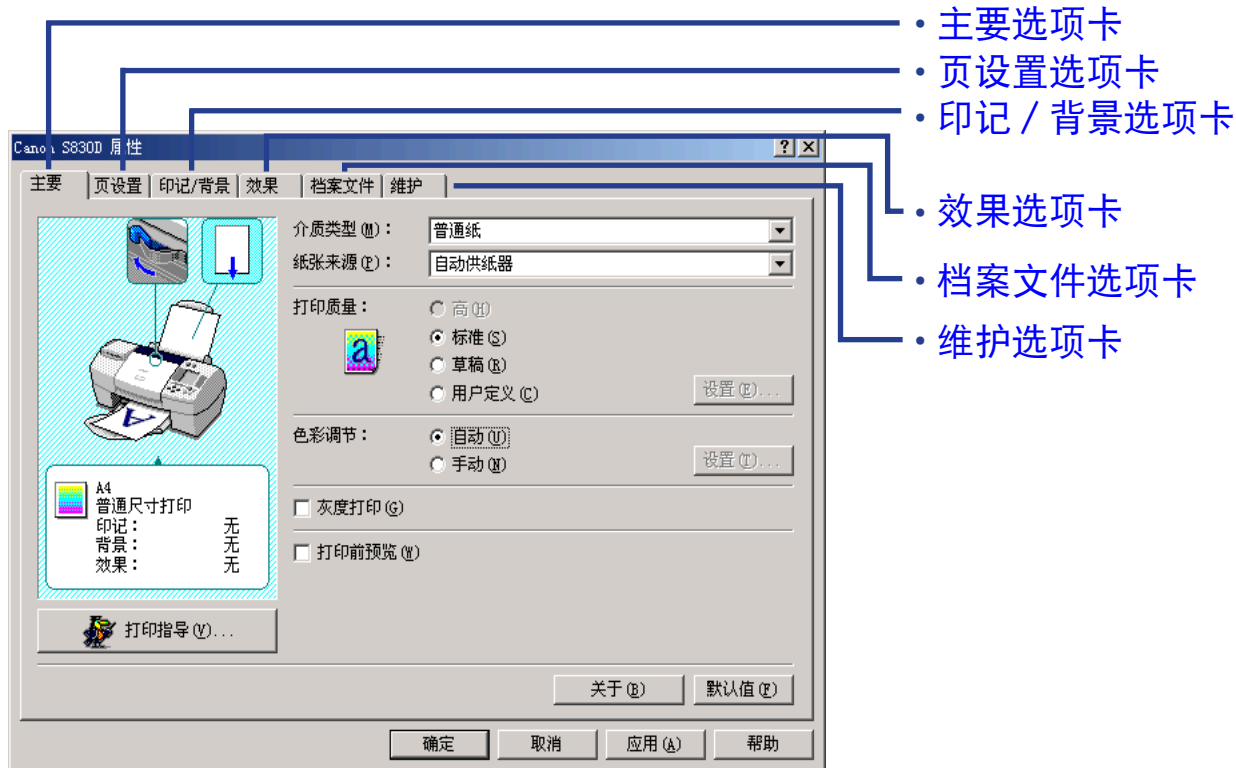 ・主要选项卡
・页设置选项卡
・印记 / 背景选项卡
・效果选项卡
・档案文件选项卡
・维护选项卡
Canon S830D 属性
主要 页设置 印记/背景 效果 档案文件 维护
介质类型(M): 普通纸
纸张来源(P): 自动供纸器
打印质量: 高(H)
a
标准(S)
草稿(R)
用户定义(C) 设置(E)...
色彩调节: 自动(U)
手动(N) 设置(T)...
A4
普通尺寸打印
印记: 无
背景: 无
效果: 无
灰度打印(G)
打印前预览(W)
打印指导(V)...
关于(B) 默认值(F)
确定 取消 应用(A) 帮助